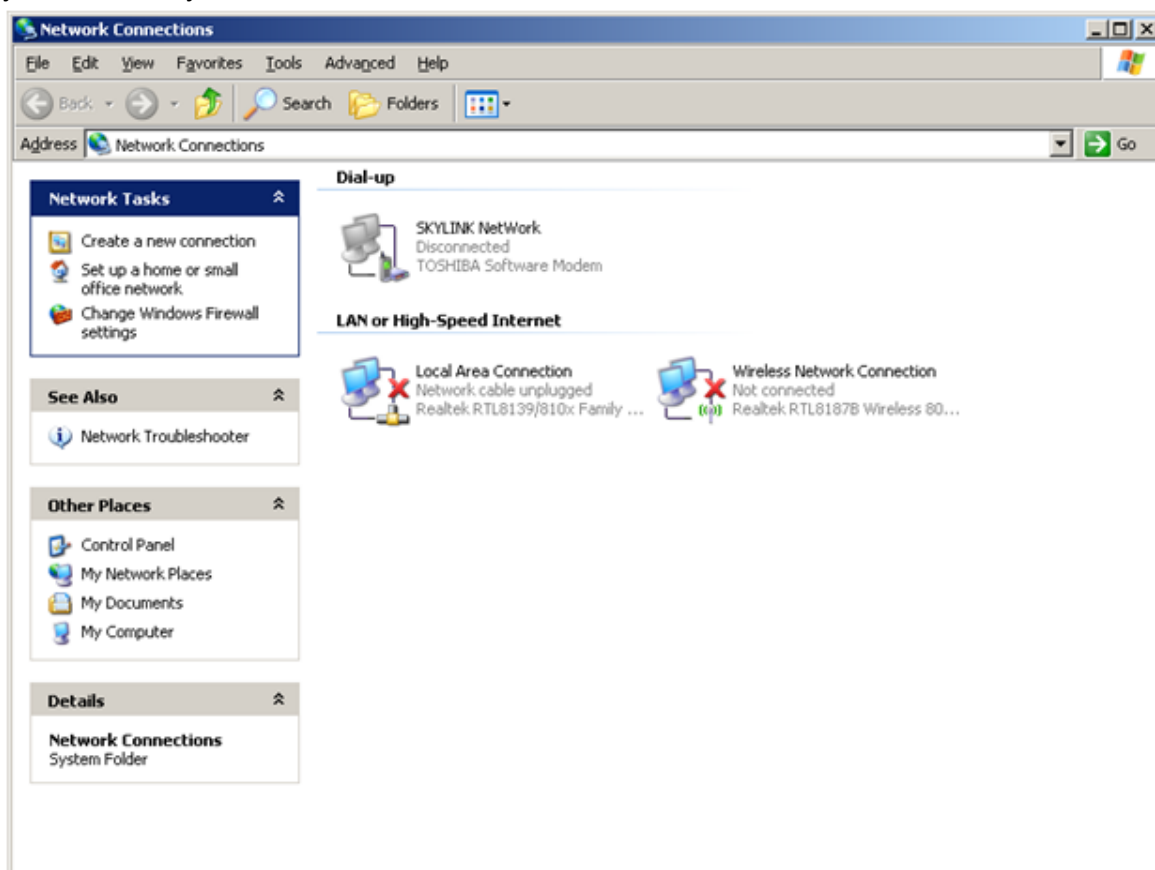 Network Connections
File Edit View Favorites Tools Advanced Help
Back Search Folders
Address Network Connections Go
Network Tasks
Create a new connection
Set up a home or small
office network
Change Windows Firewall
settings
See Also
Network Troubleshooter
Other Places
Control Panel
My Network Places
My Documents
My Computer
Details
Network Connections
System Folder
Dial-up
SKYLINK NetWork
Disconnected
TOSHIBA Software Modem
LAN or High-Speed Internet
Local Area Connection
Network cable unplugged
Realtek RTL8139/810x Family ...
Wireless Network Connection
Not connected
Realtek RTL8187B Wireless 80...